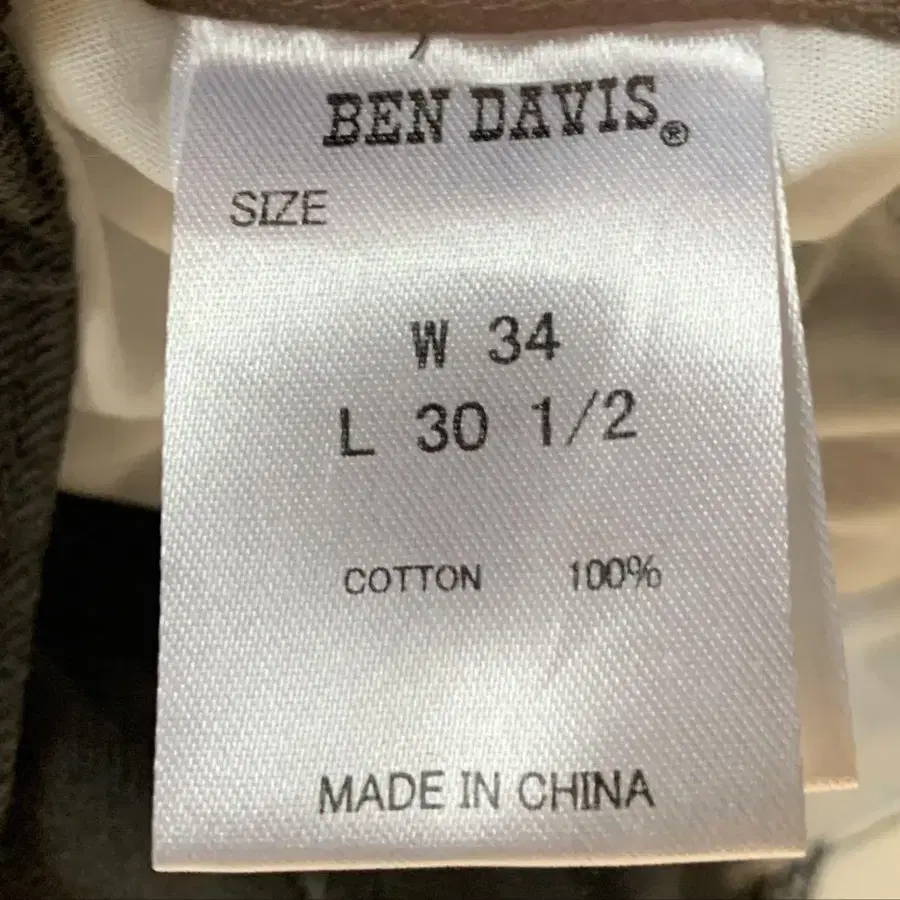 BEN DAVIS®
SIZE
W 34
L 30 1/2
COTTON 100%
MADE IN CHINA